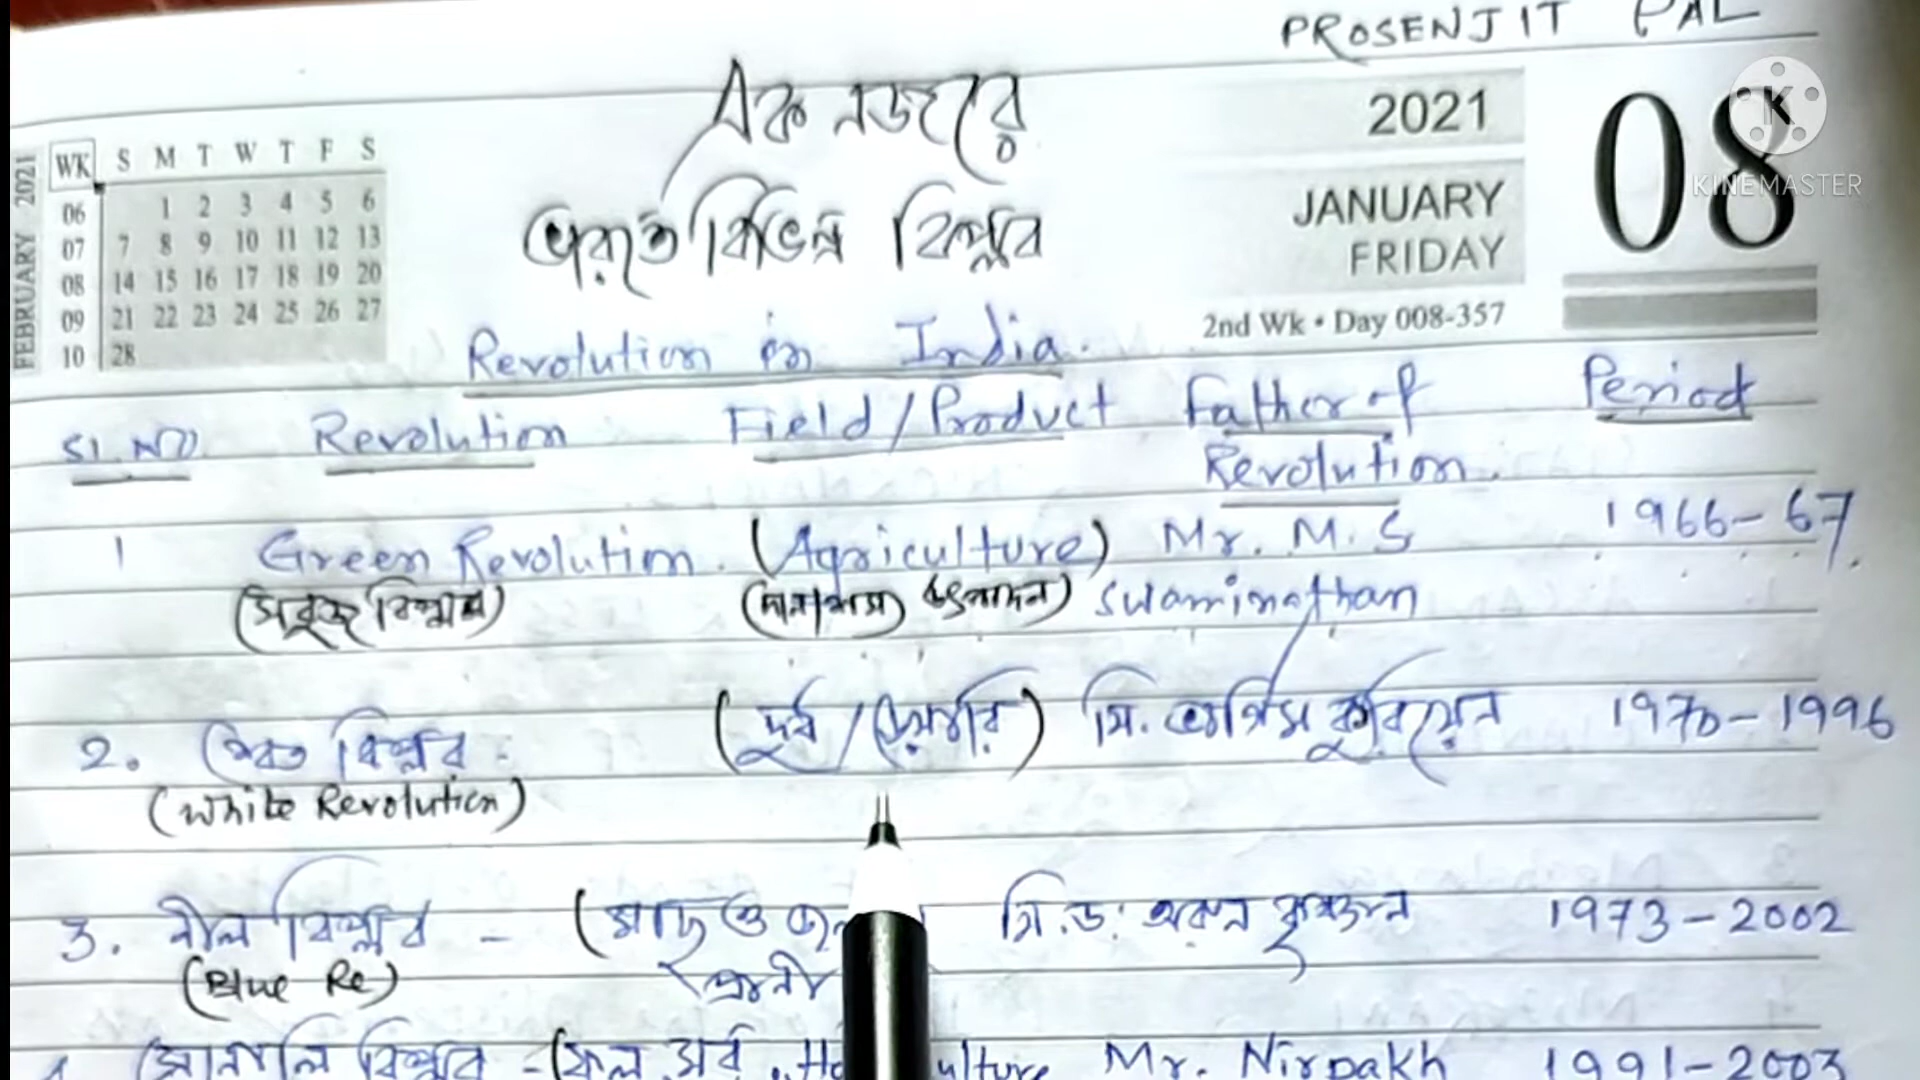 PROSENJIT PAL
এক নজরে
2021
08
K
KINEMASTER
ভারতে বিভিন্ন বিপ্লব
JANUARY
FRIDAY
2nd Wk • Day 008-357
FEBRUARY 2021
WK S M T W T F S
06 1 2 3 4 5 6
07 7 8 9 10 11 12 13
08 14 15 16 17 18 19 20
09 21 22 23 24 25 26 27
10 28
Revolution in India.
Sl. No. Revolution Field/Product Father of Period
Revolution.
1 Green Revolution. (Agriculture) Mr. M. S 1966-67.
(সবুজ বিপ্লব) (দানাশস্য উৎপাদন) Swaminathan
2. শ্বেত বিপ্লব. (দুগ্ধ/ডেয়ারি) কুরিয়েন 1970-1996
(White Revolution)
3. নীল বিপ্লব - (মাছ ও অরুন কৃষ্ণান 1973-2002
(Blue Re) প্রানী
সোনালি বিপ্লব - (ফল, Mr. Nirpakh 1991-2003